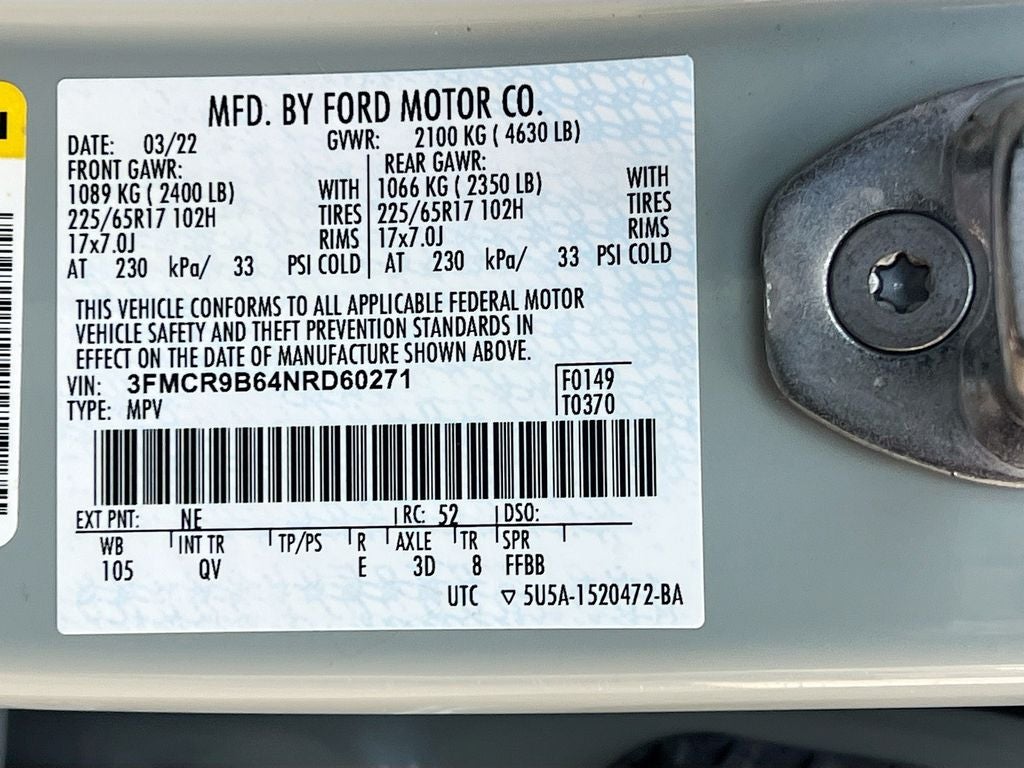 MFD. BY FORD MOTOR CO.
DATE: 03/22 GVWR: 2100 KG ( 4630 LB)
FRONT GAWR: REAR GAWR:
1089 KG ( 2400 LB) WITH 1066 KG ( 2350 LB) WITH
225/65R17 102H TIRES 225/65R17 102H TIRES
17x7.0J RIMS 17x7.0J RIMS
AT 230 kPa/ 33 PSI COLD AT 230 kPa/ 33 PSI COLD
THIS VEHICLE CONFORMS TO ALL APPLICABLE FEDERAL MOTOR
VEHICLE SAFETY AND THEFT PREVENTION STANDARDS IN
EFFECT ON THE DATE OF MANUFACTURE SHOWN ABOVE.
VIN: 3FMCR9B64NRD60271 F0149
TYPE: MPV T0370
EXT PNT: NE RC: 52 DSO:
WB INT TR TP/PS R AXLE TR SPR
105 QV E 3D 8 FFBB
UTC ▽ 5U5A-1520472-BA